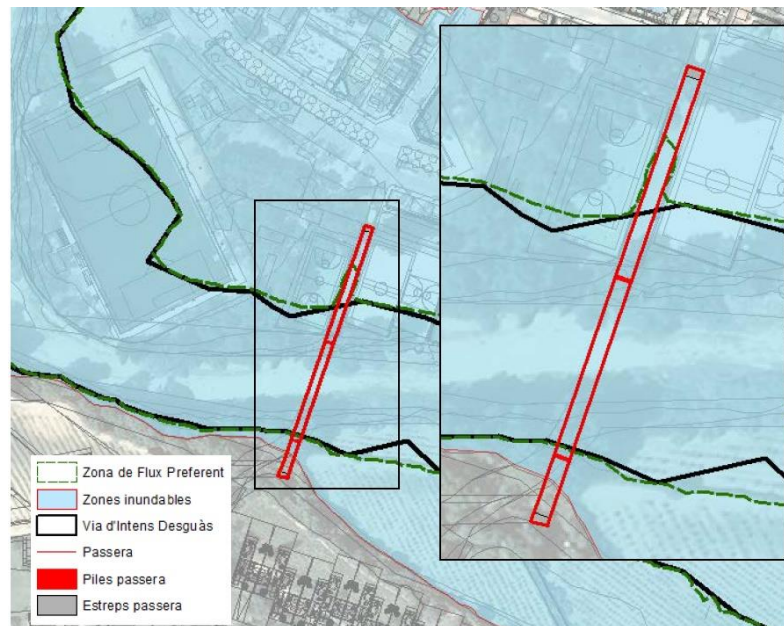 Zona de Flux Preferent
Zones inundables
Via d'Intens Desguàs
Passera
Piles passera
Estreps passera